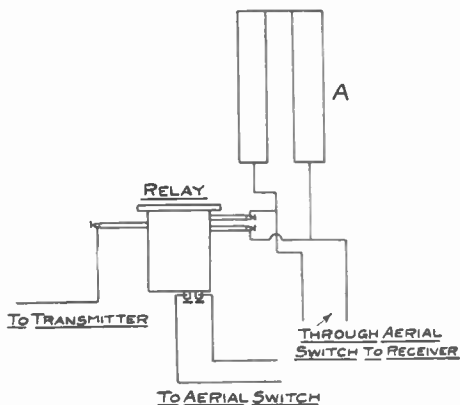 A
RELAY
TO TRANSMITTER
THROUGH AERIAL
SWITCH TO RECEIVER
TO AERIAL SWITCH